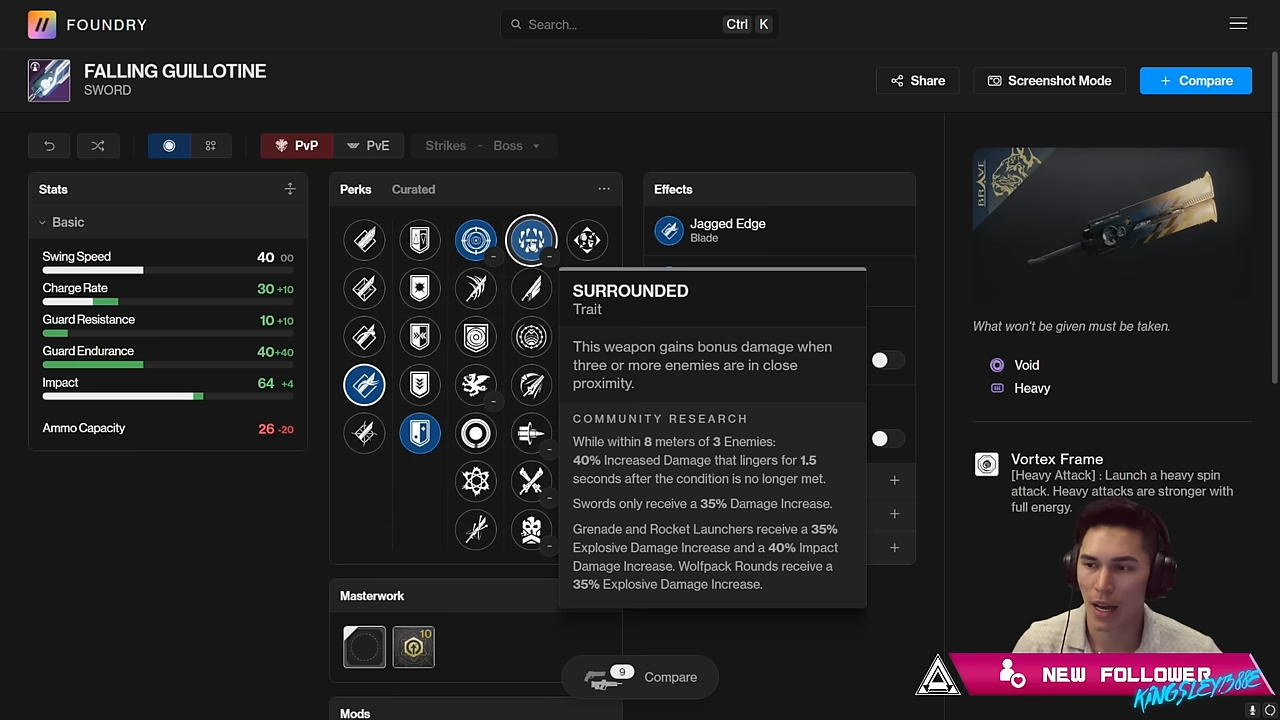 FOUNDRY
Search...
Ctrl K
FALLING GUILLOTINE
SWORD
Share
Screenshot Mode
+ Compare
PvP
PvE
Strikes - Boss
Stats
Basic
Swing Speed 40 00
Charge Rate 30 +10
Guard Resistance 10 +10
Guard Endurance 40 +40
Impact 64 +4
Ammo Capacity 26 -20
Perks Curated
Effects
Jagged Edge
Blade
SURROUNDED
Trait
This weapon gains bonus damage when
three or more enemies are in close
proximity.
COMMUNITY RESEARCH
While within 8 meters of 3 Enemies:
40% Increased Damage that lingers for 1.5
seconds after the condition is no longer met.
Swords only receive a 35% Damage Increase.
Grenade and Rocket Launchers receive a 35%
Explosive Damage Increase and a 40% Impact
Damage Increase. Wolfpack Rounds receive a
35% Explosive Damage Increase.
Masterwork
10
9 Compare
Mods
BRAVE
What won't be given must be taken.
Void
Heavy
Vortex Frame
[Heavy Attack] : Launch a heavy spin
attack. Heavy attacks are stronger with
full energy.
NEW FOLLOWER
KINGSLEY1388E